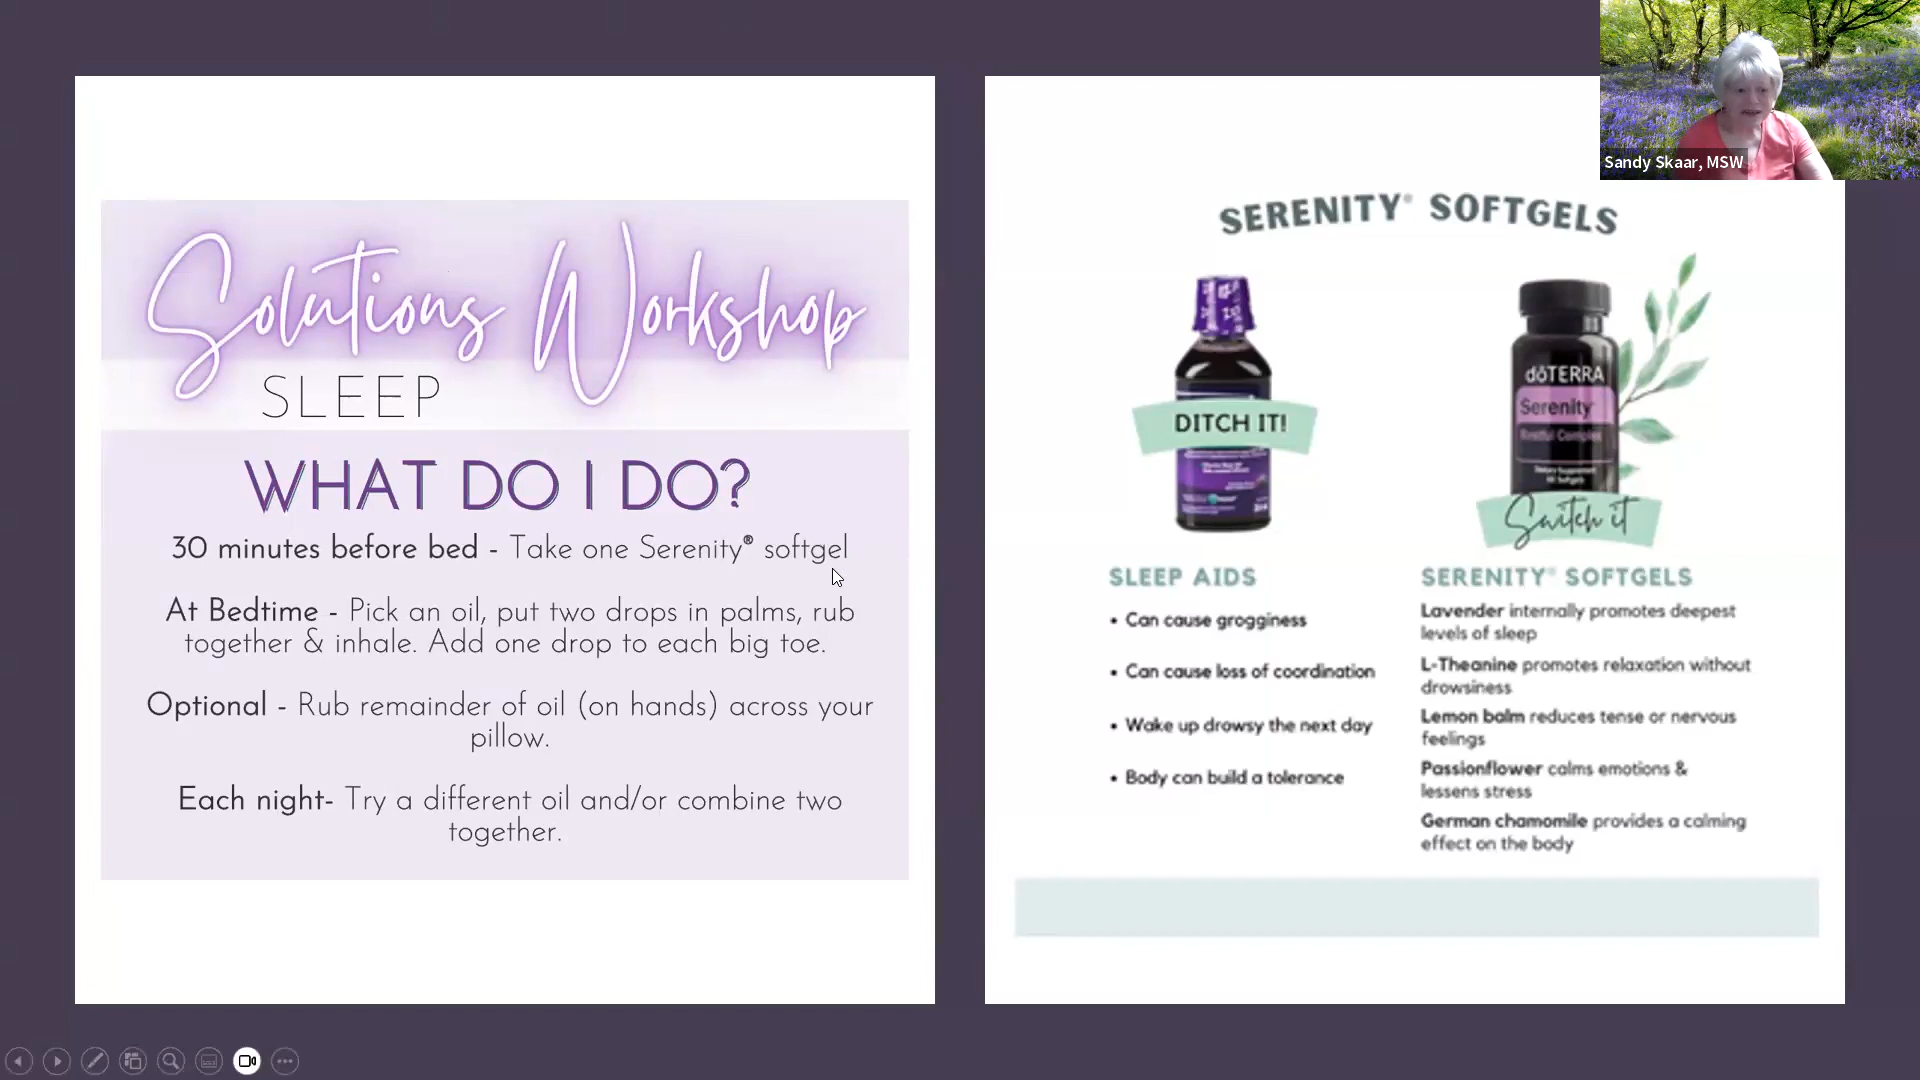 Solutions Workshop
SLEEP
WHAT DO I DO?
30 minutes before bed - Take one Serenity® softgel
At Bedtime - Pick an oil, put two drops in palms, rub
together & inhale. Add one drop to each big toe.
Optional - Rub remainder of oil (on hands) across your
pillow.
Each night- Try a different oil and/or combine two
together.
SERENITY® SOFTGELS
DITCH IT!
dōTERRA
Serenity
Restful Complex
Dietary Supplement
Switch it
SLEEP AIDS
• Can cause grogginess
• Can cause loss of coordination
• Wake up drowsy the next day
• Body can build a tolerance
SERENITY® SOFTGELS
Lavender internally promotes deepest
levels of sleep
L-Theanine promotes relaxation without
drowsiness
Lemon balm reduces tense or nervous
feelings
Passionflower calms emotions &
lessens stress
German chamomile provides a calming
effect on the body
Sandy Skaar, MSW